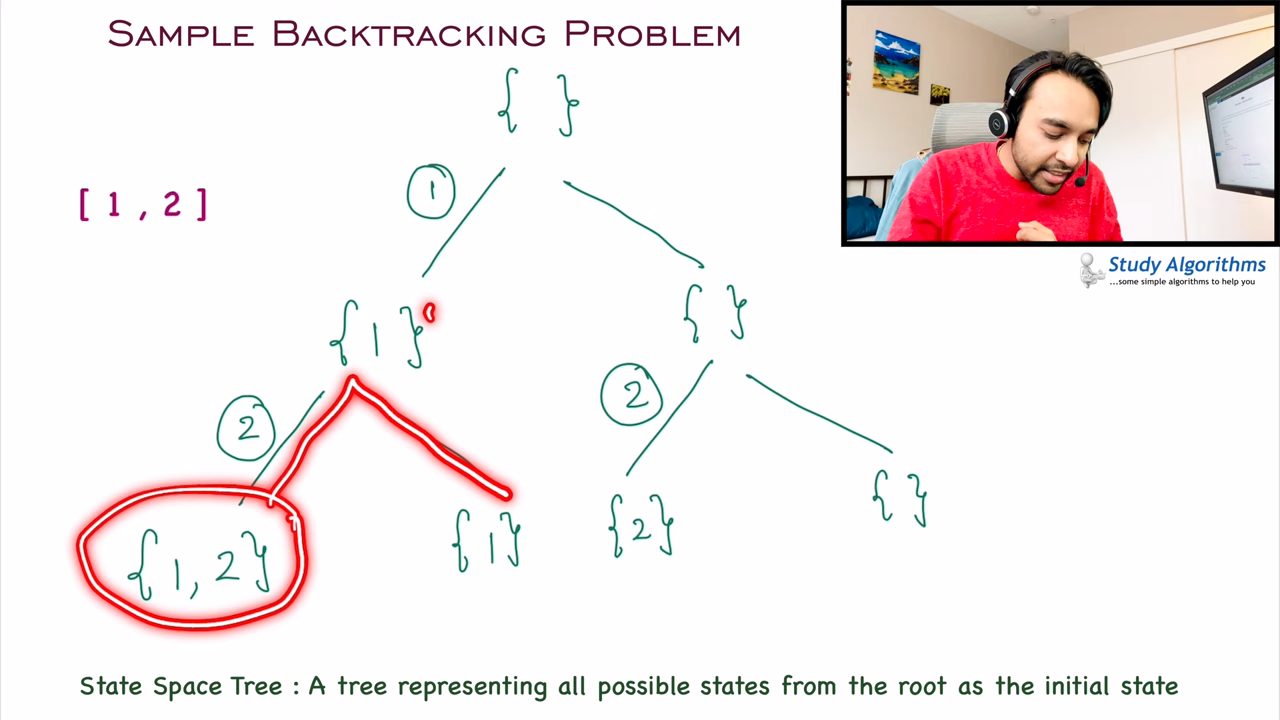 SAMPLE BACKTRACKING PROBLEM
{ }
1
[ 1 , 2 ]
{ 1 }
{ }
2
2
{ 1, 2 }
{ 1 }
{ 2 }
{ }
Study Algorithms
...some simple algorithms to help you
State Space Tree : A tree representing all possible states from the root as the initial state